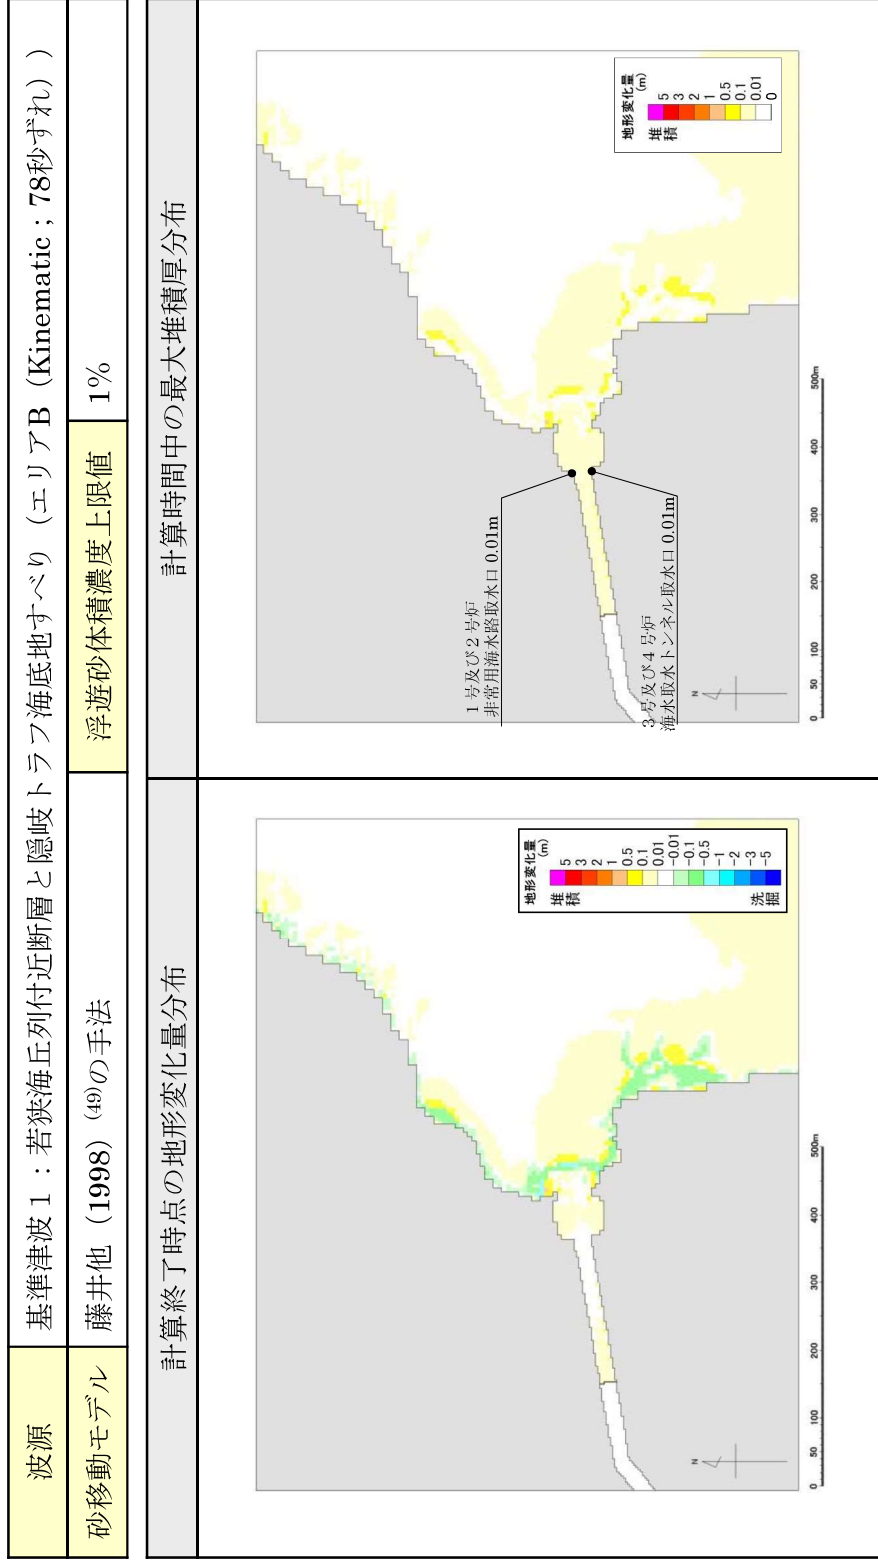 波源
基準津波1：若狭海丘列付近断層と隠岐トラフ海底地すべり（エリアB（Kinematic；78秒ずれ））
砂移動モデル
藤井他（1998）(49)の手法
浮遊砂体積濃度上限値
1%
計算終了時点の地形変化量分布
計算時間中の最大堆積厚分布
地形変化量
(m)
堆積
5
3
2
1
0.5
0.1
0.01
-0.01
-0.1
-0.5
-1
-2
-3
-5
洗掘
N
0 50 100 200 300 400 500m
1号及び2号炉
非常用海水路取水口 0.01m
3号及び4号炉
海水取水トンネル取水口 0.01m
地形変化量
(m)
堆積
5
3
2
1
0.5
0.1
0.01
0
N
0 50 100 200 300 400 500m